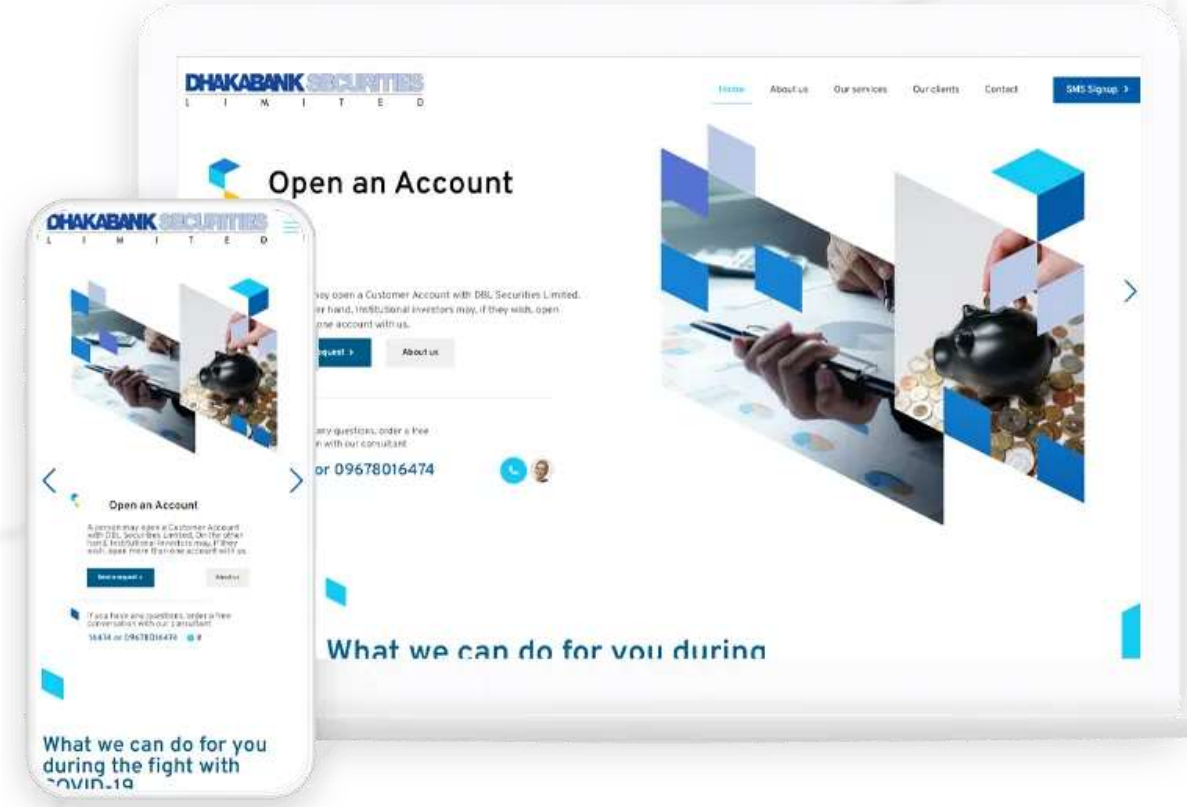 DHAKABANK SECURITIES
L I M I T E D
Home About us Our services Our clients Contact SMS Signup >
Open an Account
may open a Customer Account with DBL Securities Limited.
er hand, Institutional investors may, if they wish, open
one account with us.
equest > About us
any questions, order a free
n with our consultant
or 09678016474
What we can do for you during
DHAKABANK SECURITIES
L I M I T E D
Open an Account
A person may open a Customer Account
with DBL Securities Limited, On the other
hand, Institutional investors may, if they
wish, open more than one account with us.
Send a request > About us
If you have any questions, order a free
conversation with our consultant
16474 or 09678016474
What we can do for you
during the fight with
COVID-19